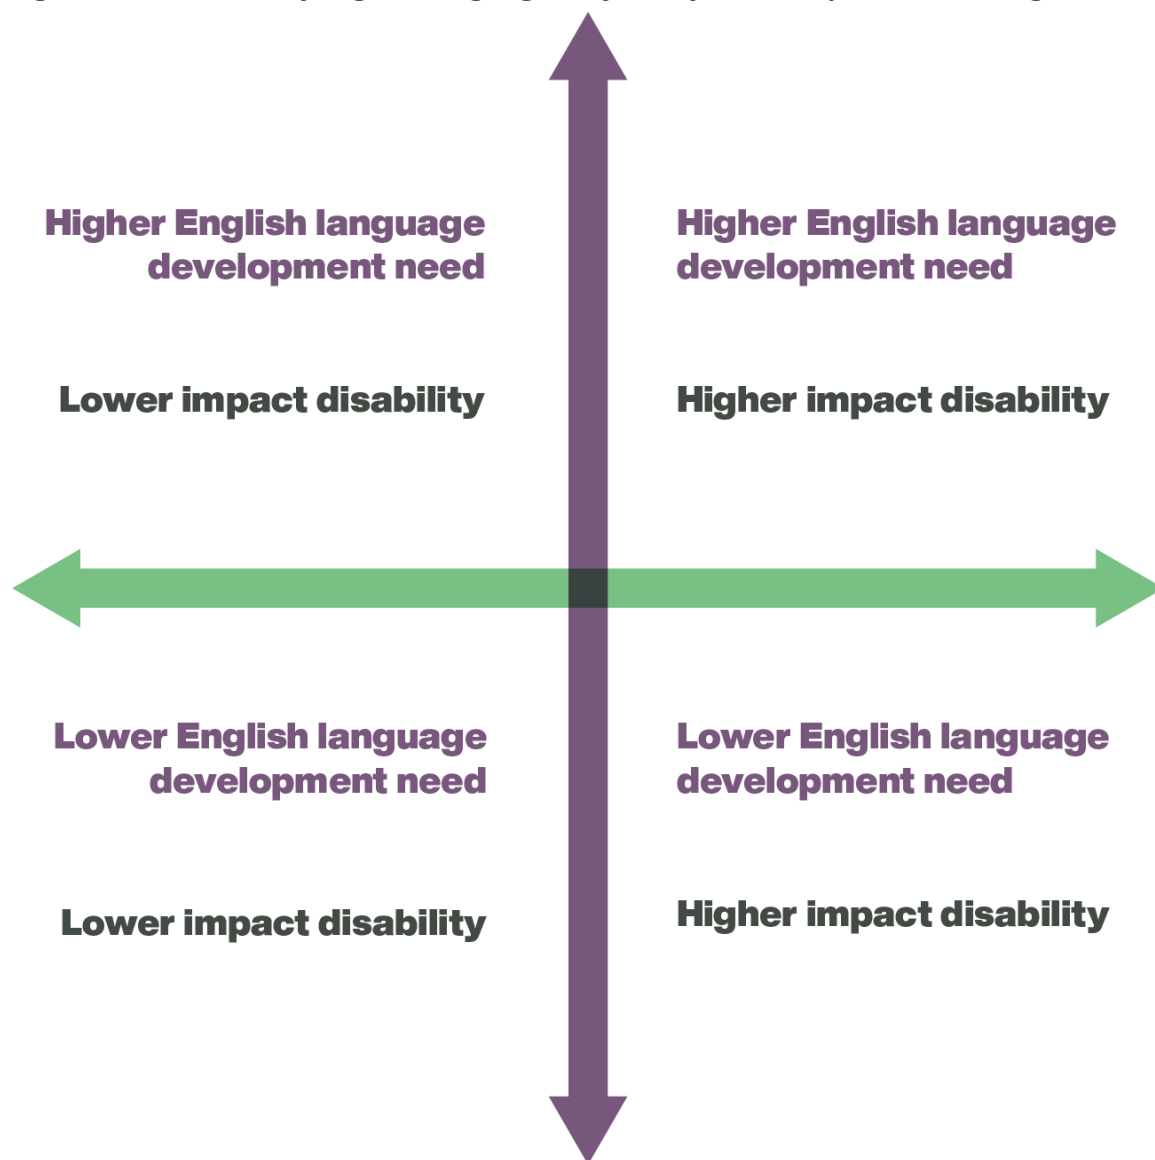 Higher English language
development need
Lower impact disability
Higher English language
development need
Higher impact disability
Lower English language
development need
Lower impact disability
Lower English language
development need
Higher impact disability